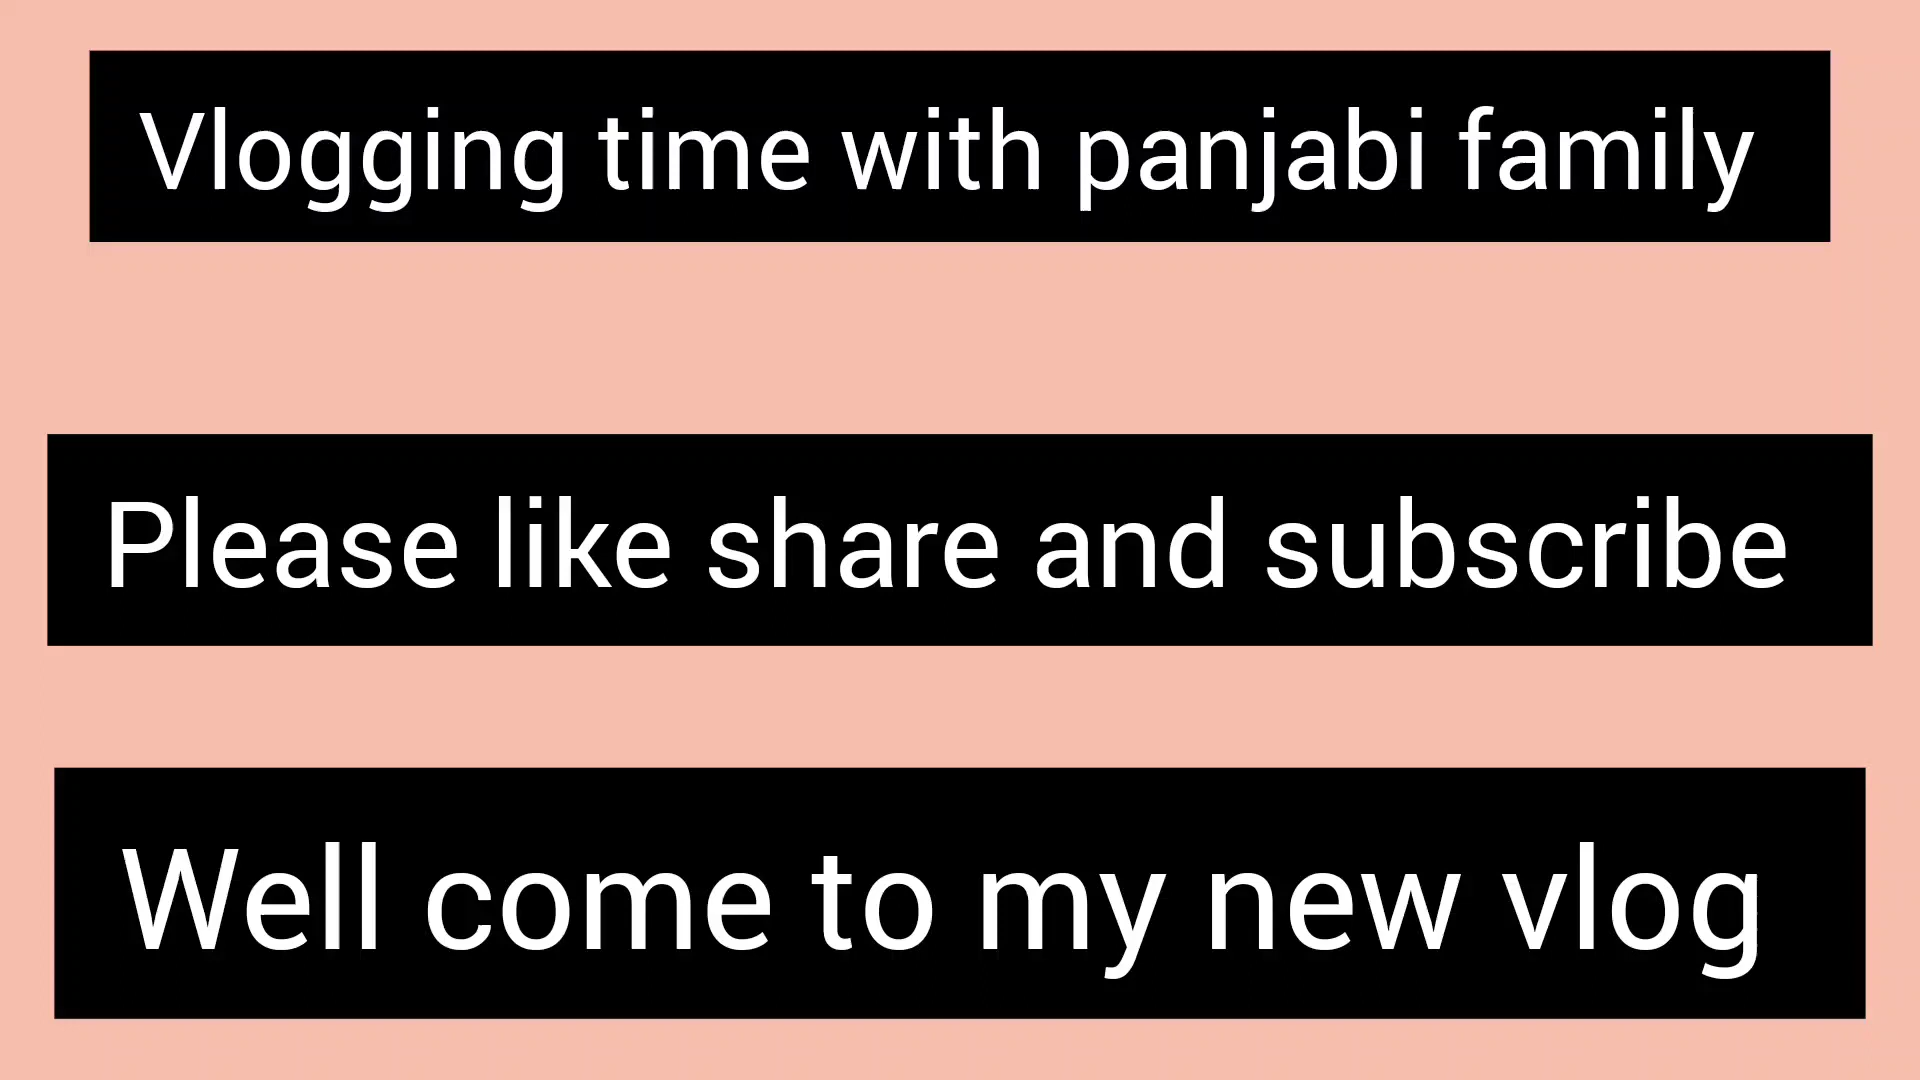 Vlogging time with panjabi family
Please like share and subscribe
Well come to my new vlog